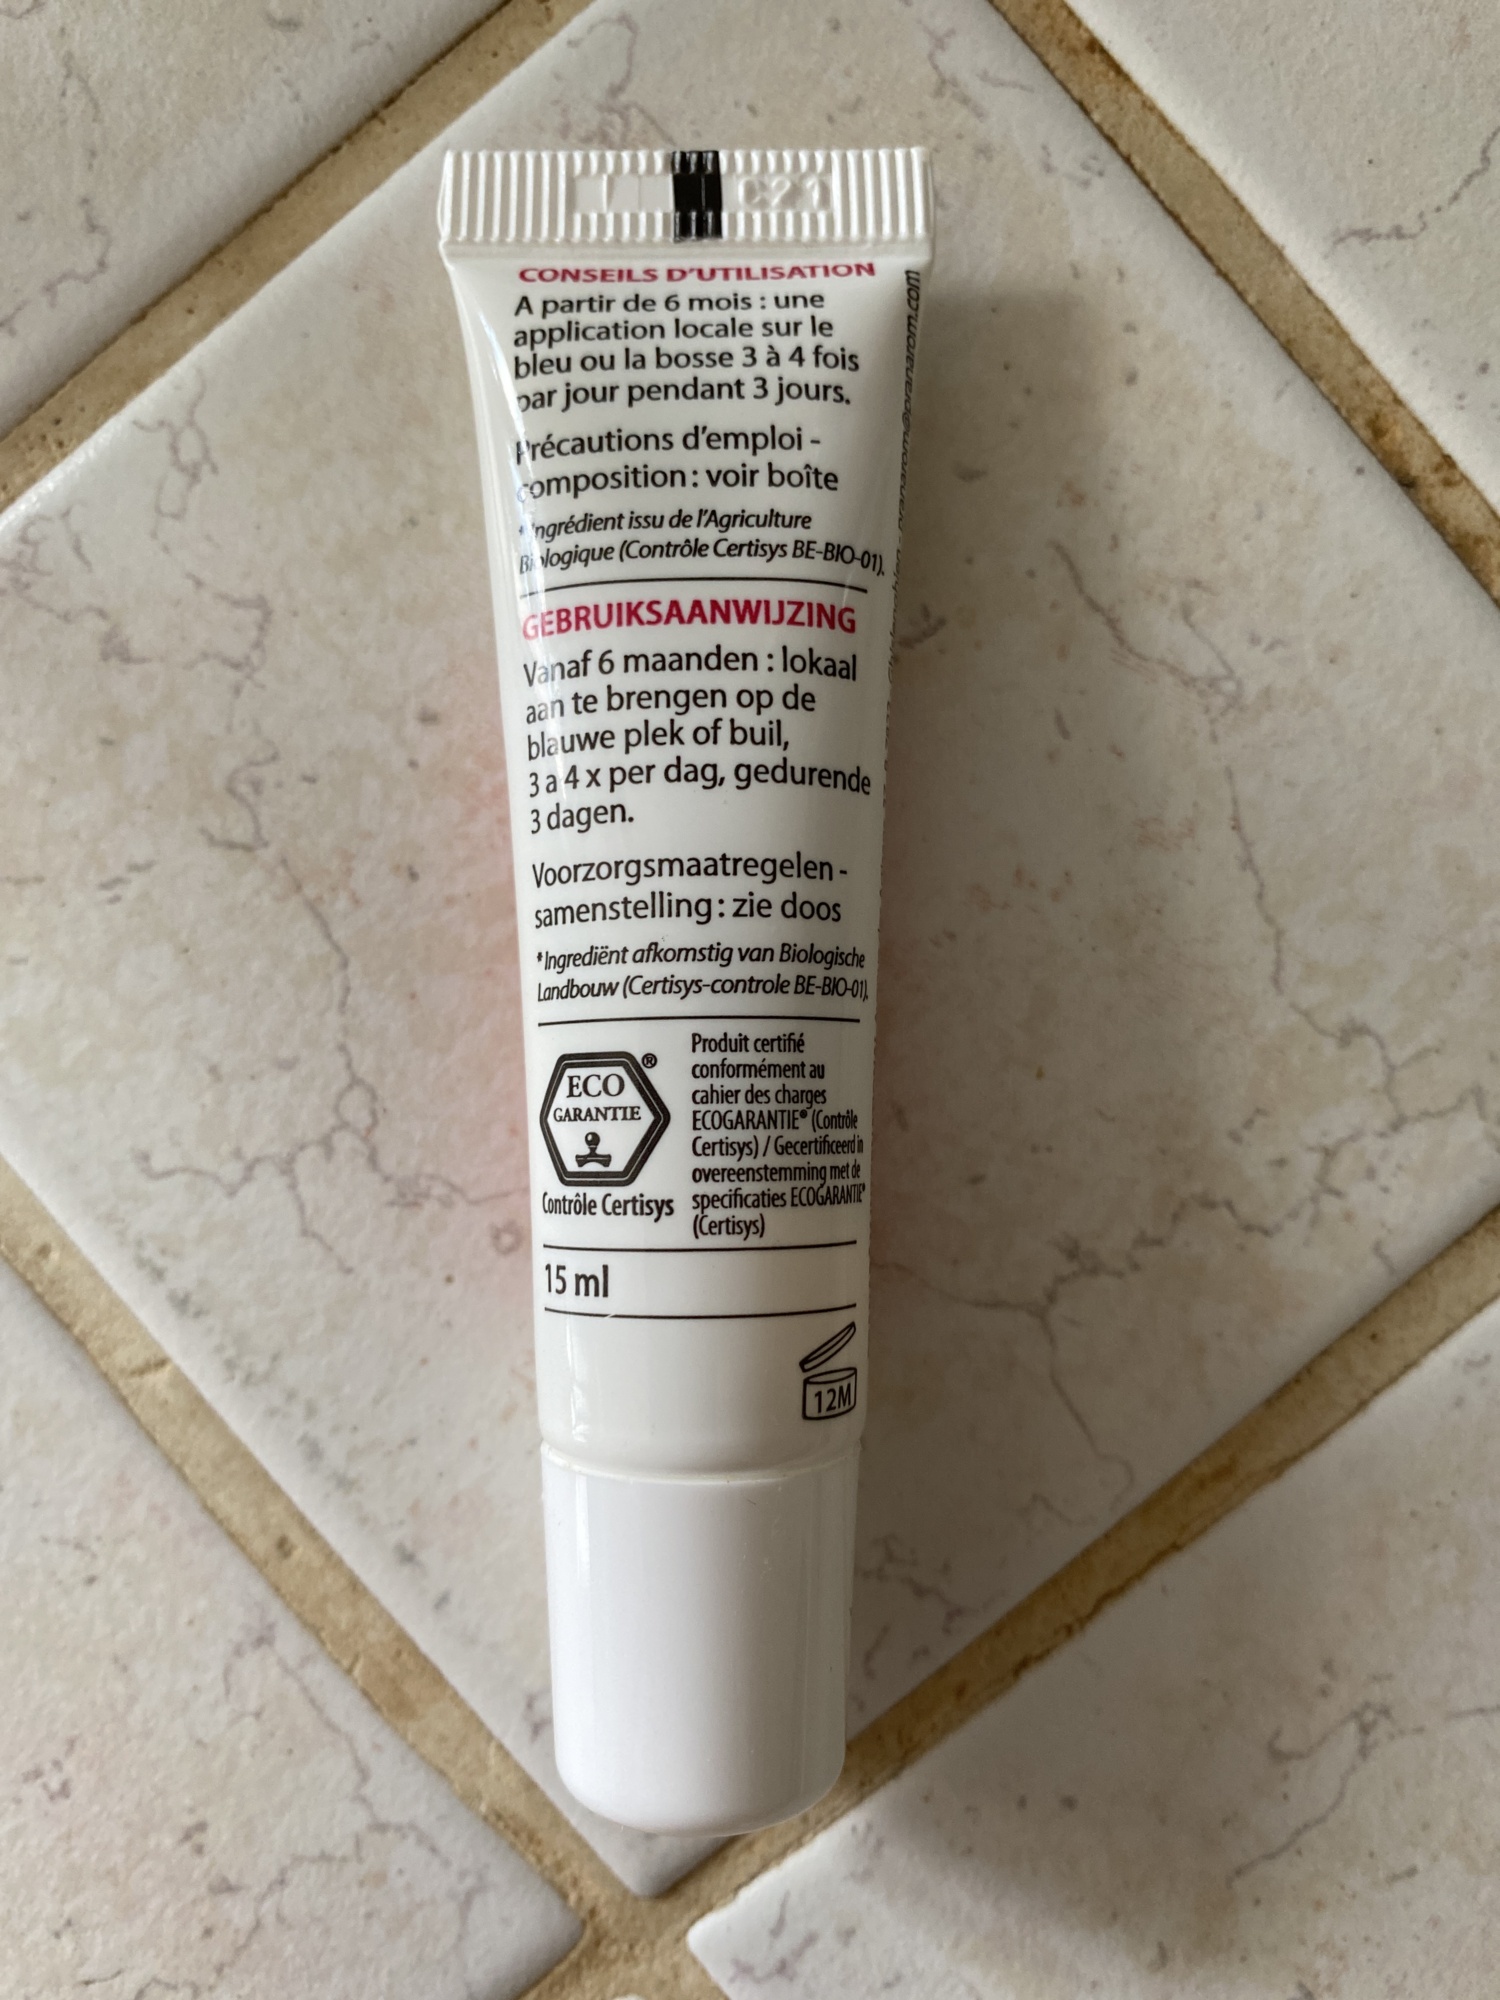 CONSEILS D'UTILISATION
A partir de 6 mois : une
application locale sur le
bleu ou la bosse 3 à 4 fois
par jour pendant 3 jours.
Précautions d'emploi -
composition : voir boîte
*Ingrédient issu de l'Agriculture
Biologique (Contrôle Certisys BE-BIO-01).
GEBRUIKSAANWIJZING
Vanaf 6 maanden : lokaal
aan te brengen op de
blauwe plek of buil,
3 a 4 x per dag, gedurende
3 dagen.
Voorzorgsmaatregelen -
samenstelling : zie doos
*Ingrediënt afkomstig van Biologische
Landbouw (Certisys-controle BE-BIO-01).
ECO
GARANTIE
®
Contrôle Certisys
Produit certifié
conformément au
cahier des charges
ECOGARANTIE® (Contrôle
Certisys) / Gecertificeerd in
overeenstemming met de
specificaties ECOGARANTIE®
(Certisys)
15 ml
12M
pranarom@pranarom.com